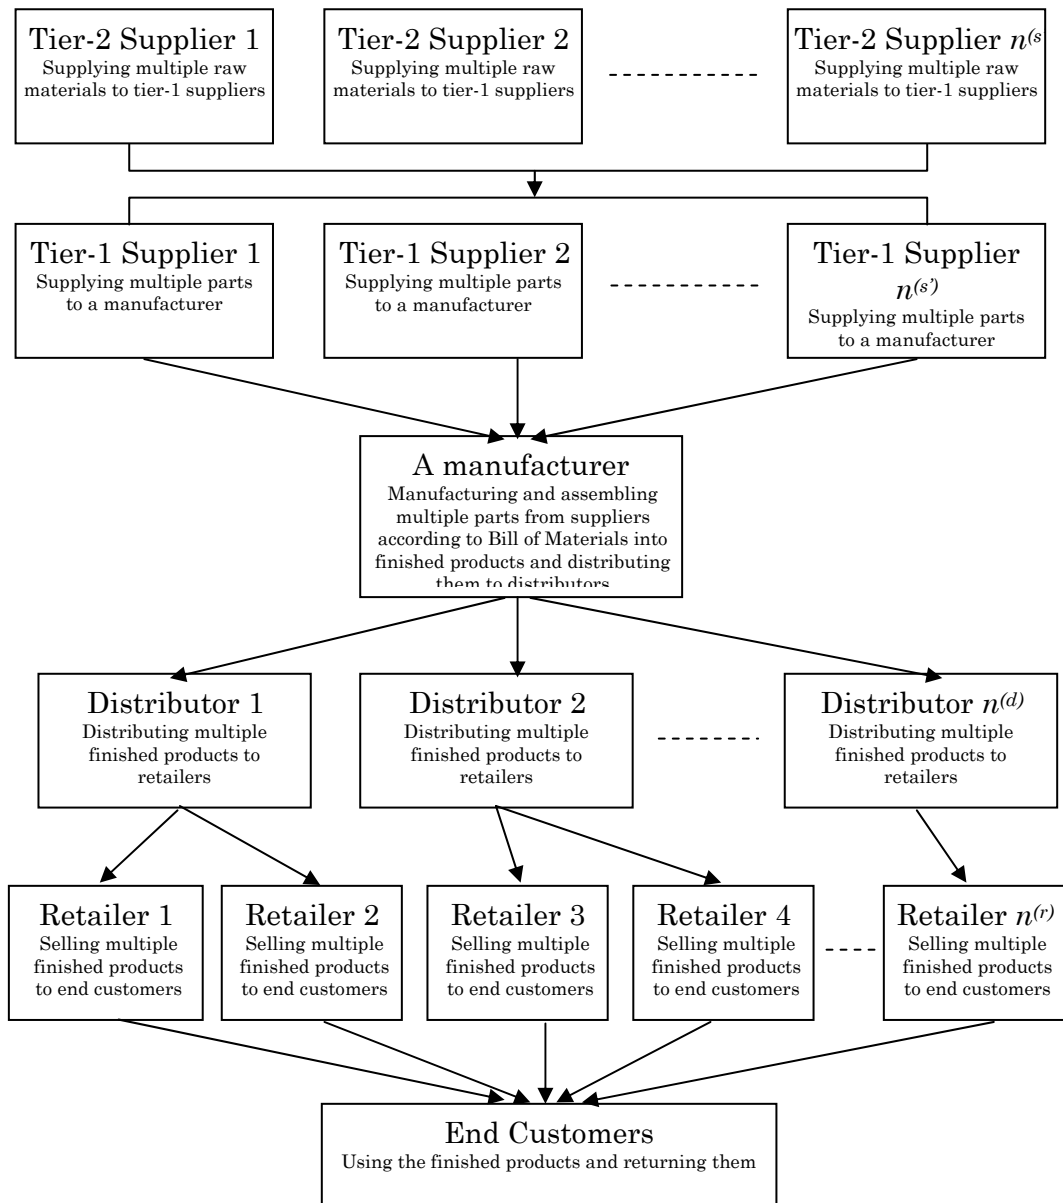 Tier-2 Supplier 1
Supplying multiple raw
materials to tier-1 suppliers
Tier-2 Supplier 2
Supplying multiple raw
materials to tier-1 suppliers
Tier-2 Supplier n(s
Supplying multiple raw
materials to tier-1 suppliers
Tier-1 Supplier 1
Supplying multiple parts
to a manufacturer
Tier-1 Supplier 2
Supplying multiple parts
to a manufacturer
Tier-1 Supplier
n(s')
Supplying multiple parts
to a manufacturer
A manufacturer
Manufacturing and assembling
multiple parts from suppliers
according to Bill of Materials into
finished products and distributing
them to distributors
Distributor 1
Distributing multiple
finished products to
retailers
Distributor 2
Distributing multiple
finished products to
retailers
Distributor n(d)
Distributing multiple
finished products to
retailers
Retailer 1
Selling multiple
finished products
to end customers
Retailer 2
Selling multiple
finished products
to end customers
Retailer 3
Selling multiple
finished products
to end customers
Retailer 4
Selling multiple
finished products
to end customers
Retailer n(r)
Selling multiple
finished products
to end customers
End Customers
Using the finished products and returning them